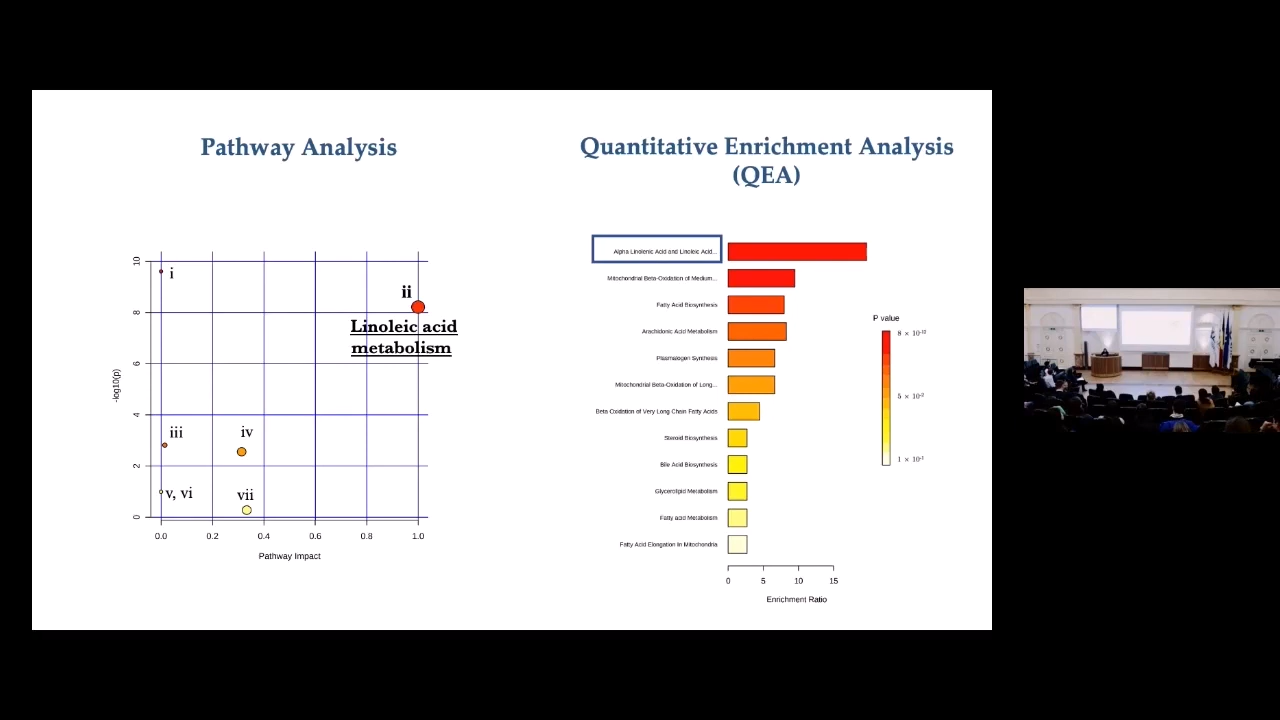 Pathway Analysis
10
8
6
4
2
0
-log10(p)
i
ii
Linoleic acid
metabolism
iii
iv
v, vi
vii
0.0 0.2 0.4 0.6 0.8 1.0
Pathway Impact
Quantitative Enrichment Analysis
(QEA)
Alpha Linolenic Acid and Linoleic Acid...
Mitochondrial Beta-Oxidation of Medium...
Fatty Acid Biosynthesis
Arachidonic Acid Metabolism
Plasmalogen Synthesis
Mitochondrial Beta-Oxidation of Long...
Beta Oxidation of Very Long Chain Fatty Acids
Steroid Biosynthesis
Bile Acid Biosynthesis
Glycerolipid Metabolism
Fatty acid Metabolism
Fatty Acid Elongation In Mitochondria
0 5 10 15
Enrichment Ratio
P value